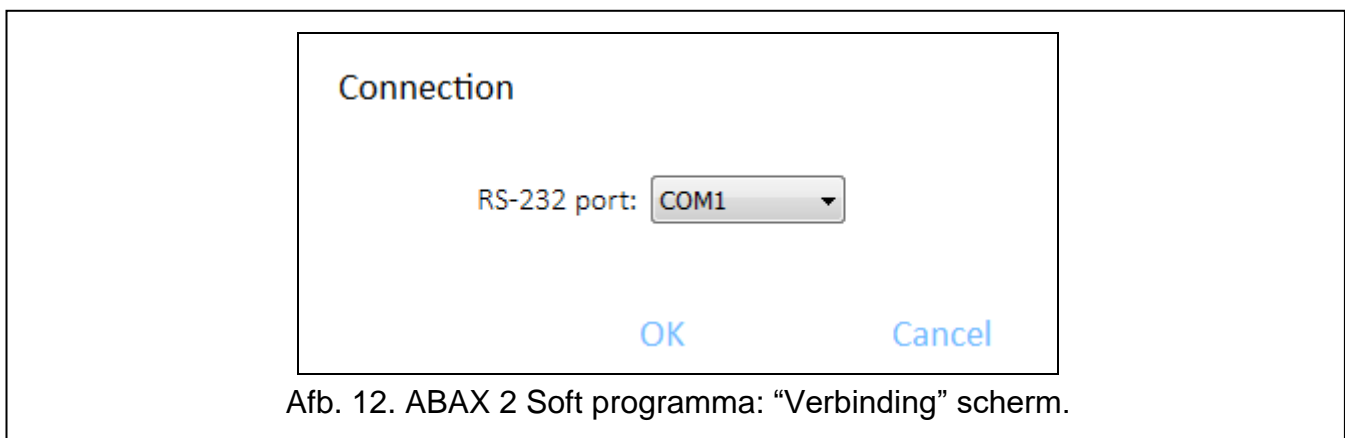 Connection
RS-232 port: COM1
OK Cancel
Afb. 12. ABAX 2 Soft programma: “Verbinding” scherm.